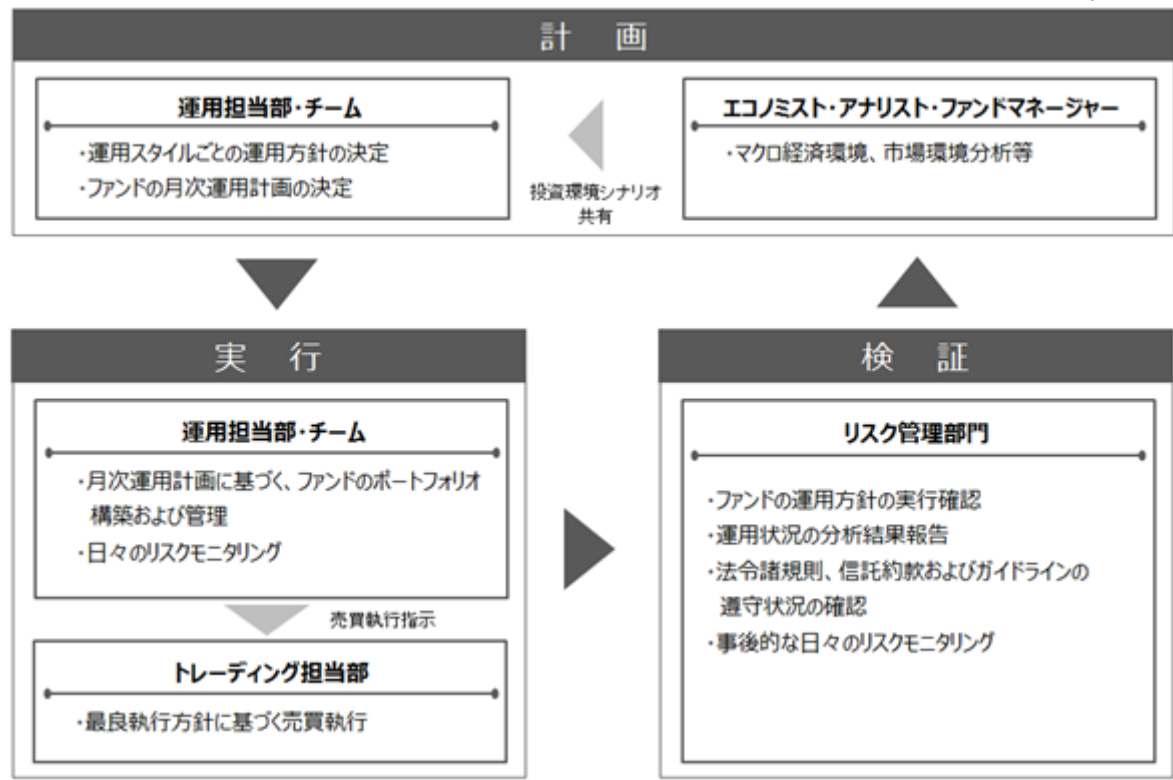 計 画
運用担当部・チーム
・運用スタイルごとの運用方針の決定
・ファンドの月次運用計画の決定
投資環境シナリオ
共有
エコノミスト・アナリスト・ファンドマネージャー
・マクロ経済環境、市場環境分析等
実 行
運用担当部・チーム
・月次運用計画に基づく、ファンドのポートフォリオ
構築および管理
・日々のリスクモニタリング
売買執行指示
トレーディング担当部
・最良執行方針に基づく売買執行
検 証
リスク管理部門
・ファンドの運用方針の実行確認
・運用状況の分析結果報告
・法令諸規則、信託約款およびガイドラインの
遵守状況の確認
・事後的な日々のリスクモニタリング